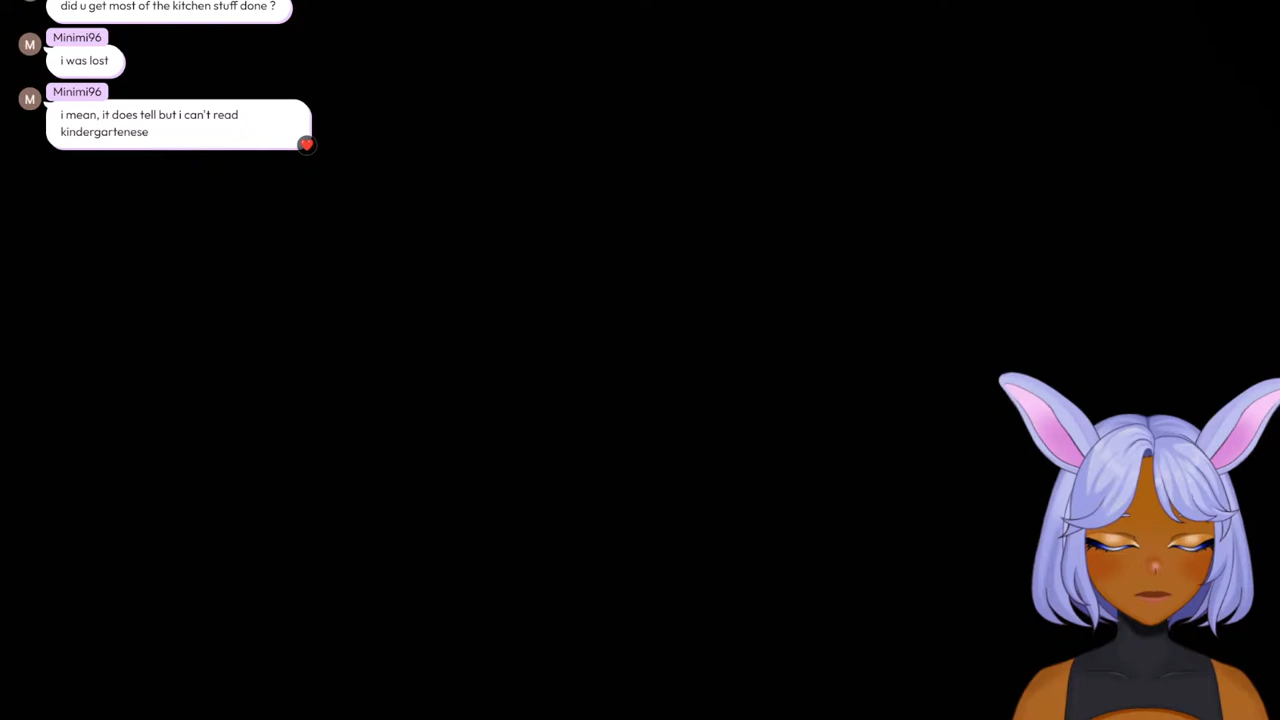 did u get most of the kitchen stuff done ?
M
Minimi96
i was lost
M
Minimi96
i mean, it does tell but i can't read
kindergartenese